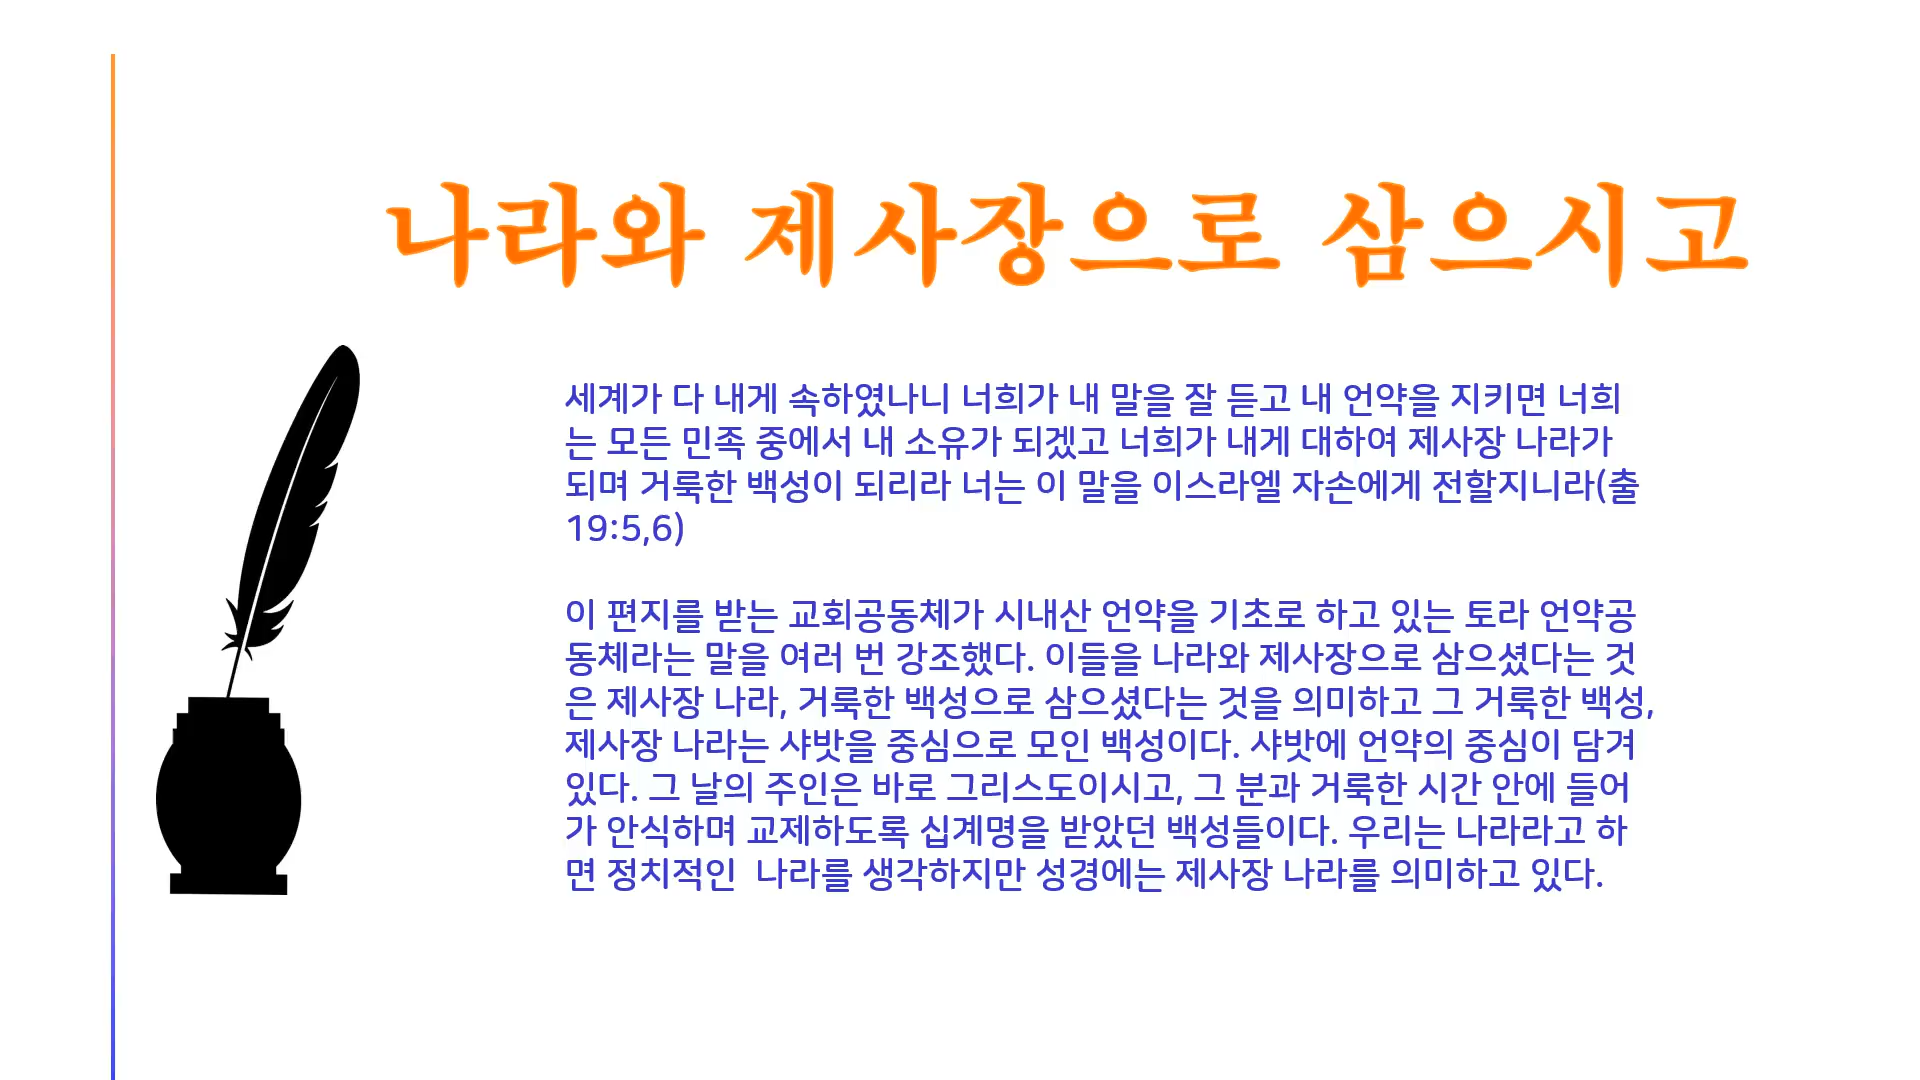 나라와 제사장으로 삼으시고
세계가 다 내게 속하였나니 너희가 내 말을 잘 듣고 내 언약을 지키면 너희
는 모든 민족 중에서 내 소유가 되겠고 너희가 내게 대하여 제사장 나라가
되며 거룩한 백성이 되리라 너는 이 말을 이스라엘 자손에게 전할지니라(출
19:5,6)
이 편지를 받는 교회공동체가 시내산 언약을 기초로 하고 있는 토라 언약공
동체라는 말을 여러 번 강조했다. 이들을 나라와 제사장으로 삼으셨다는 것
은 제사장 나라, 거룩한 백성으로 삼으셨다는 것을 의미하고 그 거룩한 백성,
제사장 나라는 샤밧을 중심으로 모인 백성이다. 샤밧에 언약의 중심이 담겨
있다. 그 날의 주인은 바로 그리스도이시고, 그 분과 거룩한 시간 안에 들어
가 안식하며 교제하도록 십계명을 받았던 백성들이다. 우리는 나라라고 하
면 정치적인  나라를 생각하지만 성경에는 제사장 나라를 의미하고 있다.